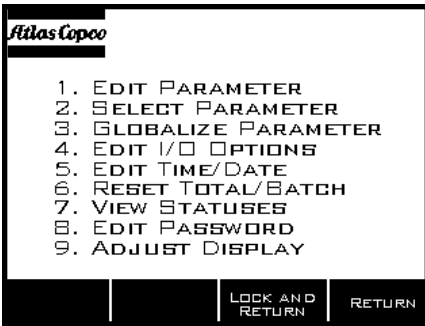 Atlas Copco
1. EDIT PARAMETER
2. SELECT PARAMETER
3. GLOBALIZE PARAMETER
4. EDIT I/O OPTIONS
5. EDIT TIME/DATE
6. RESET TOTAL/BATCH
7. VIEW STATUSES
8. EDIT PASSWORD
9. ADJUST DISPLAY
LOCK AND
RETURN
RETURN